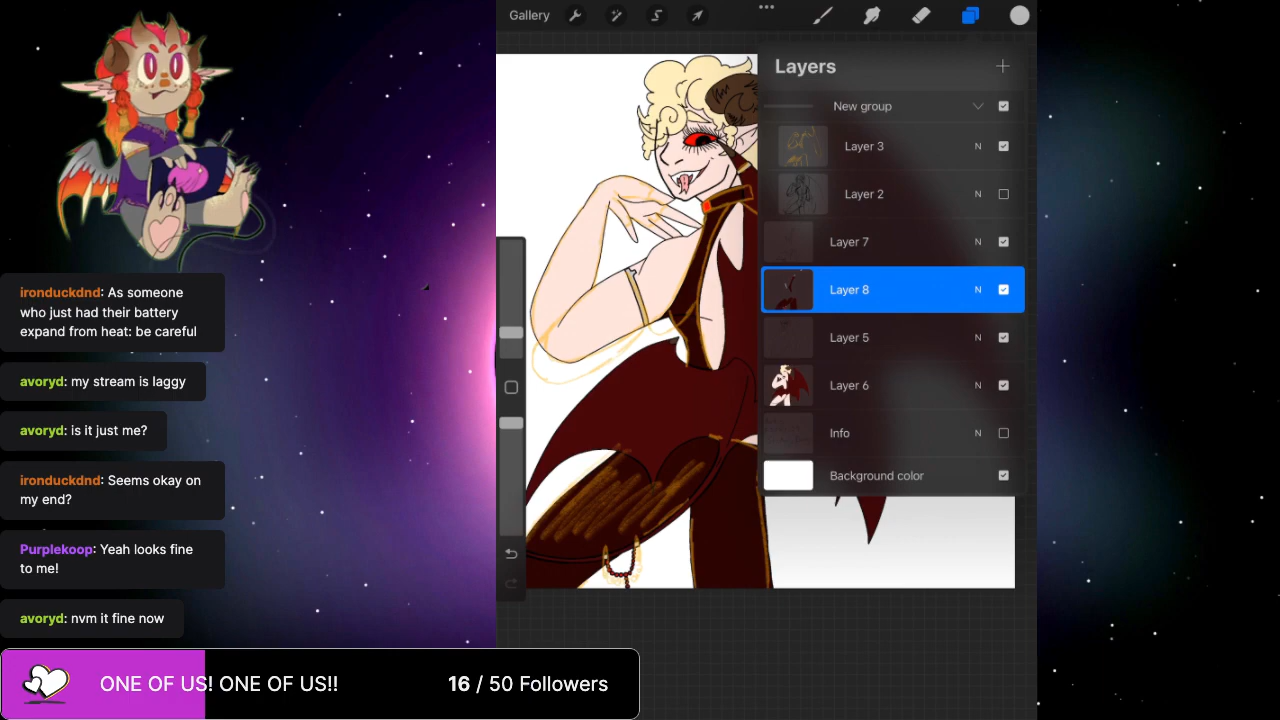 Gallery
Layers
New group
Layer 3 N
Layer 2 N
Layer 7 N
Layer 8 N
Layer 5 N
Layer 6 N
Info N
Background color
ironduckdnd: As someone
who just had their battery
expand from heat: be careful
avoryd: my stream is laggy
avoryd: is it just me?
ironduckdnd: Seems okay on
my end?
Purplekoop: Yeah looks fine
to me!
avoryd: nvm it fine now
ONE OF US! ONE OF US!! 16 / 50 Followers